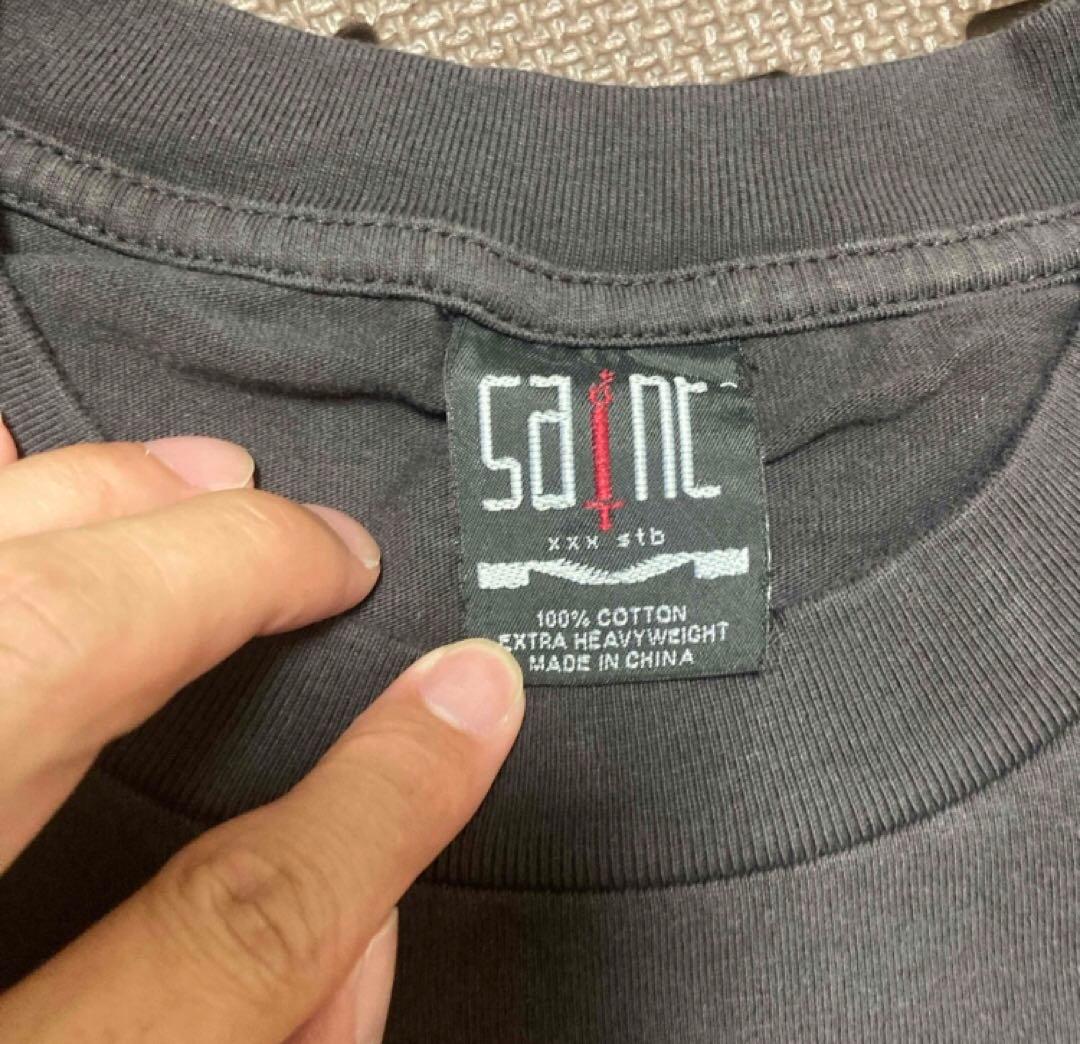 saint
xxx stb
100% COTTON
EXTRA HEAVYWEIGHT
MADE IN CHINA